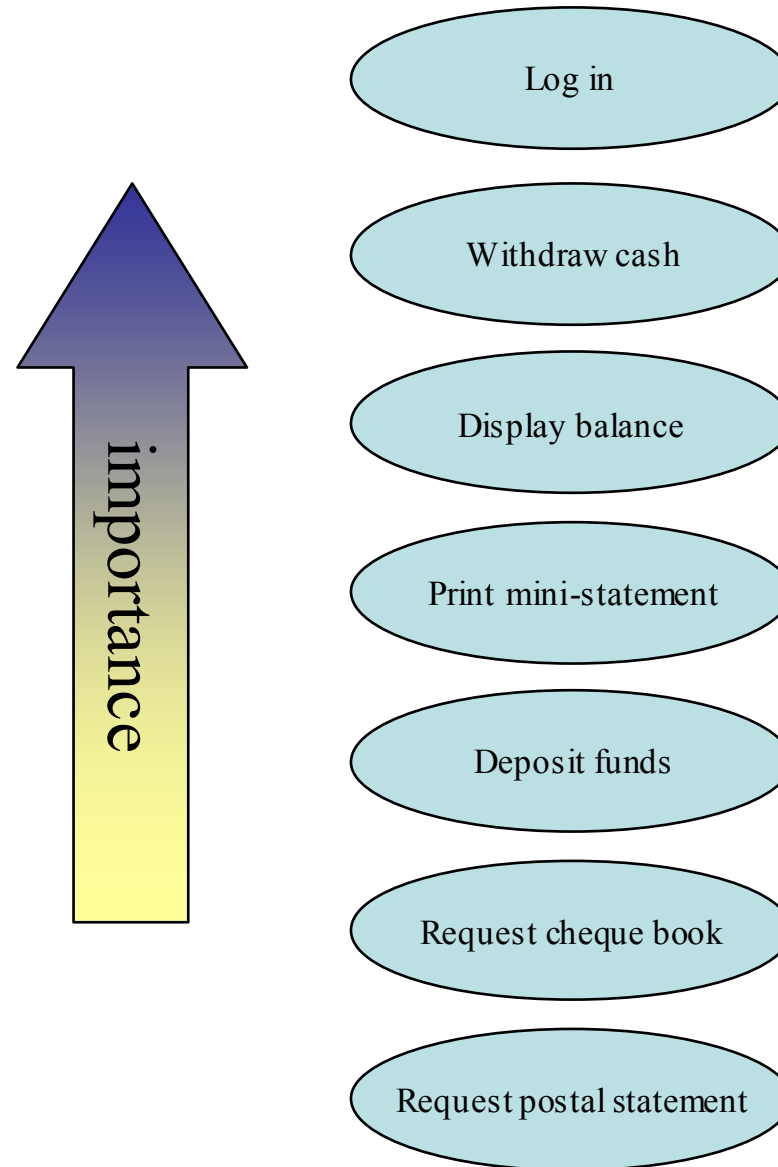 Log in
Withdraw cash
Display balance
importance
Print mini-statement
Deposit funds
Request cheque book
Request postal statement